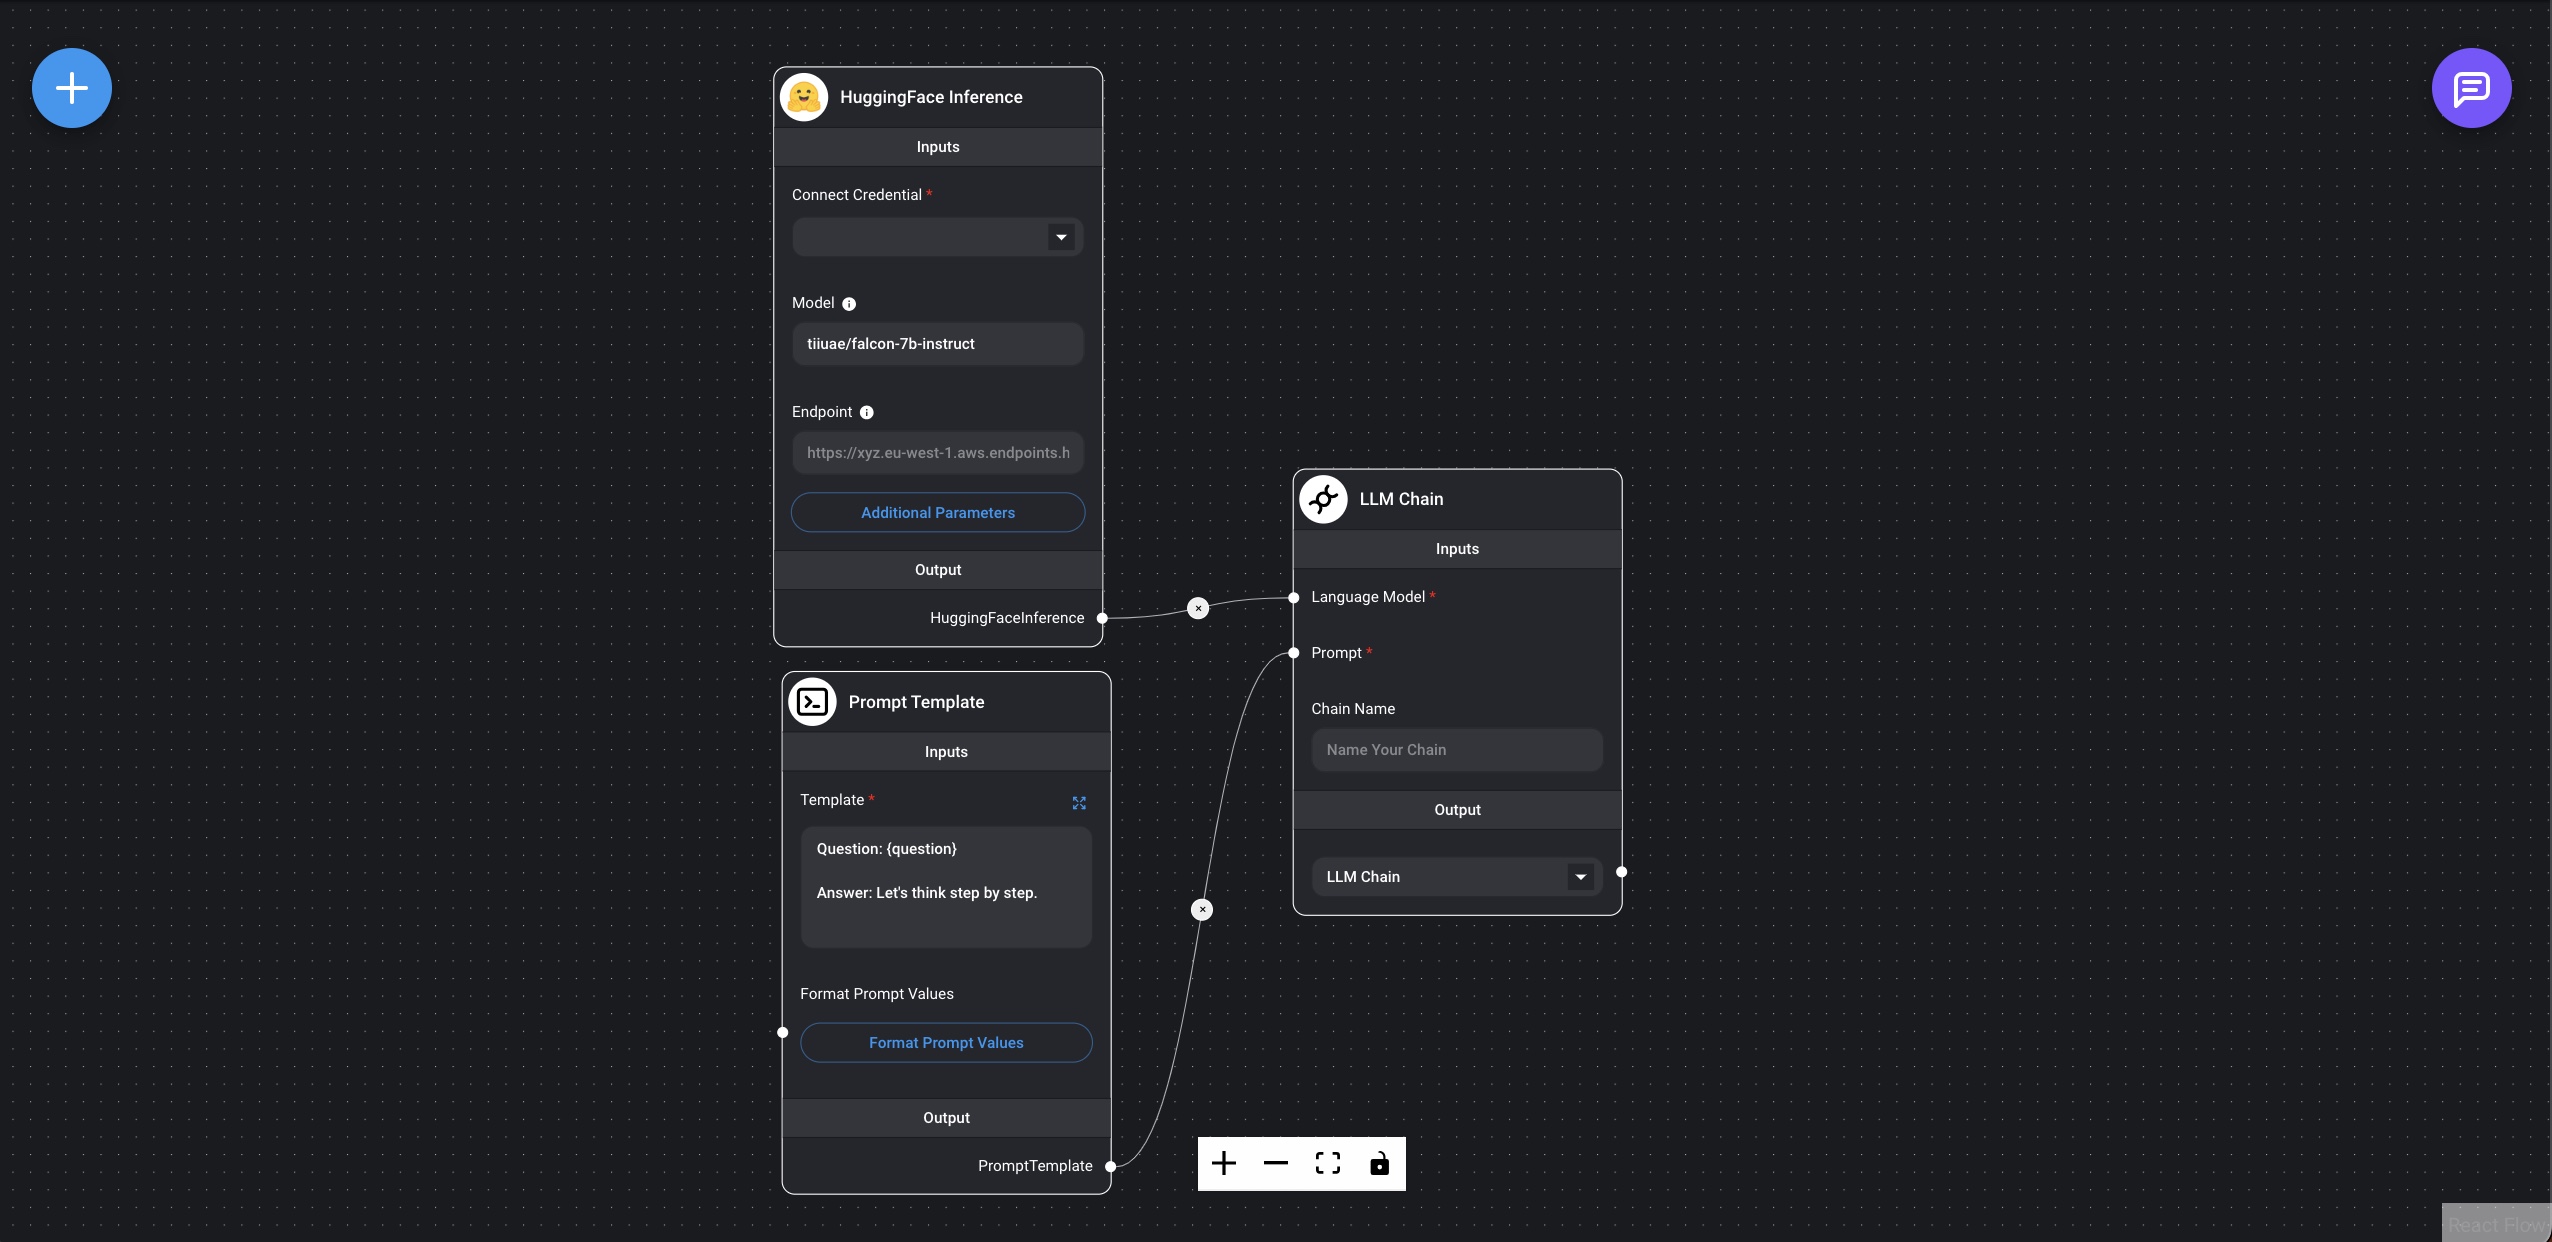 HuggingFace Inference
Inputs
Connect Credential *
Model
tiiuae/falcon-7b-instruct
Endpoint
https://xyz.eu-west-1.aws.endpoints.h
Additional Parameters
Output
HuggingFaceInference
Prompt Template
Inputs
Template *
Question: {question}
Answer: Let's think step by step.
Format Prompt Values
Format Prompt Values
Output
PromptTemplate
LLM Chain
Inputs
Language Model *
Prompt *
Chain Name
Name Your Chain
Output
LLM Chain
React Flow